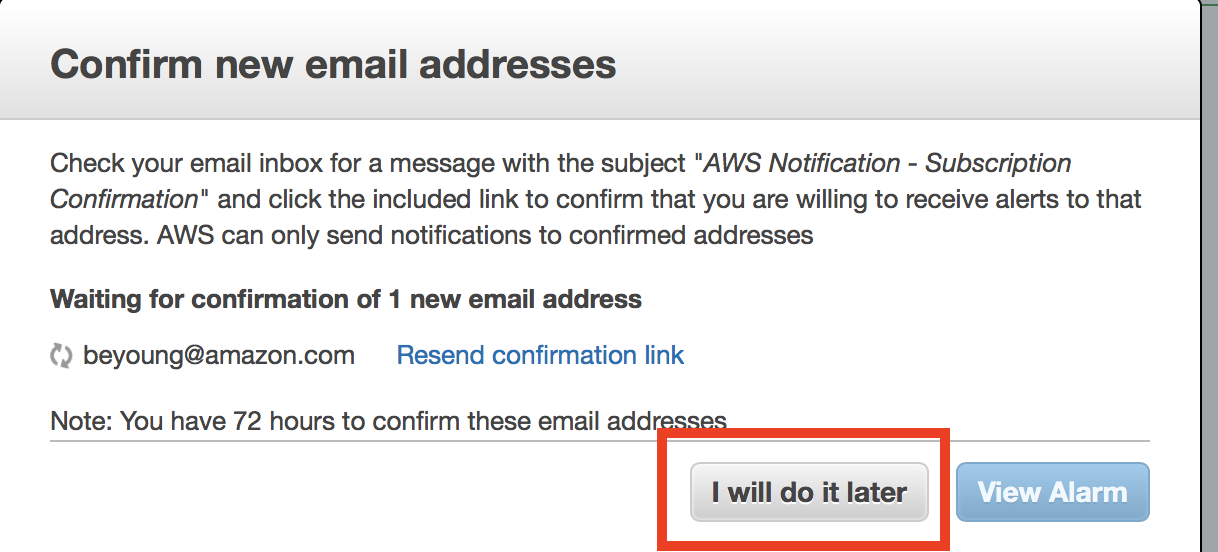 Confirm new email addresses
Check your email inbox for a message with the subject "AWS Notification - Subscription
Confirmation" and click the included link to confirm that you are willing to receive alerts to that
address. AWS can only send notifications to confirmed addresses
Waiting for confirmation of 1 new email address
beyoung@amazon.com Resend confirmation link
Note: You have 72 hours to confirm these email addresses
I will do it later View Alarm